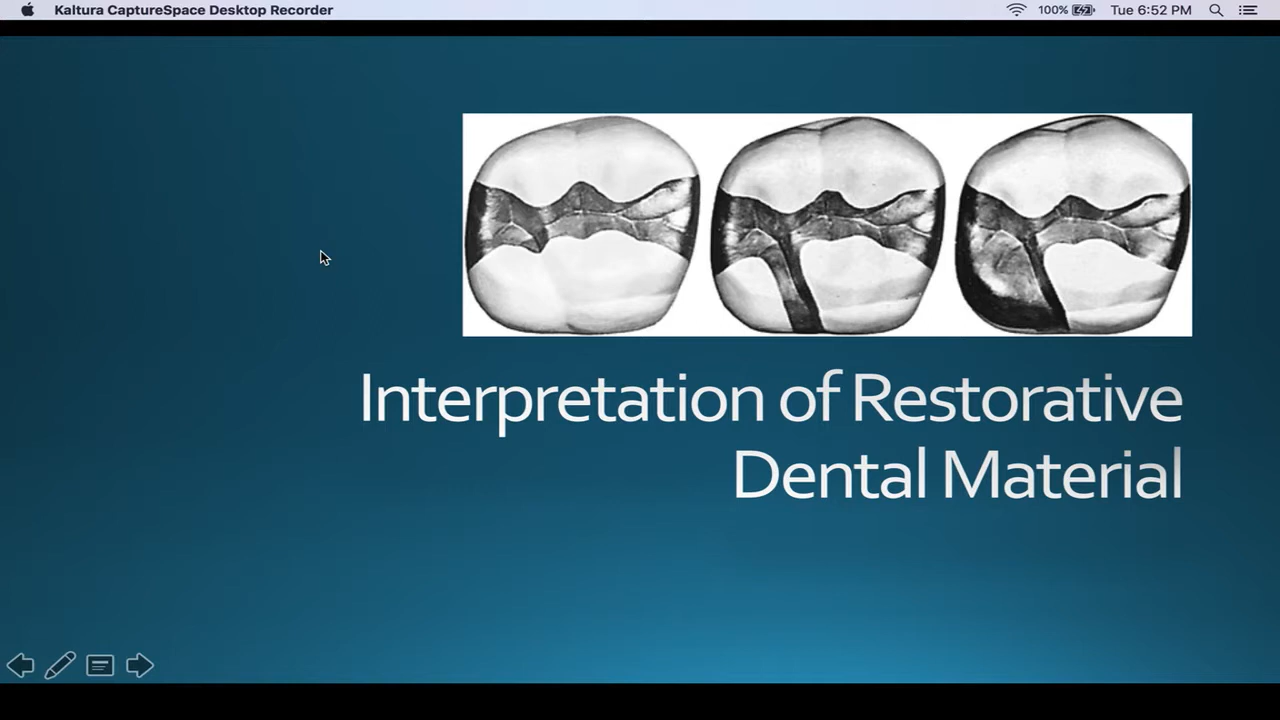 Kaltura CaptureSpace Desktop Recorder 100% Tue 6:52 PM
Interpretation of Restorative
Dental Material